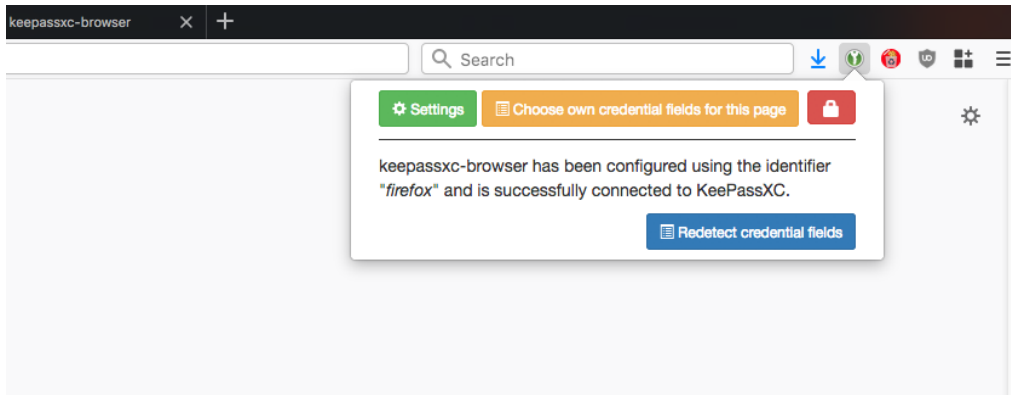 keepassxc-browser
Search
Settings
Choose own credential fields for this page
keepassxc-browser has been configured using the identifier
"firefox" and is successfully connected to KeePassXC.
Redetect credential fields